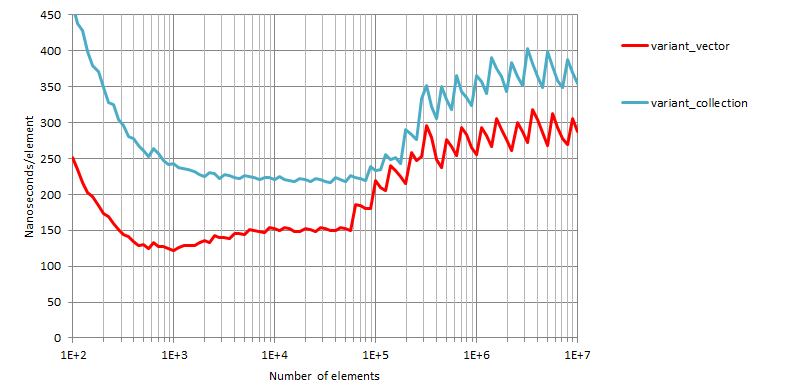 450
400
350
300
250
200
150
100
50
0
Nanoseconds/element
1E+2 1E+3 1E+4 1E+5 1E+6 1E+7
Number of elements
variant_vector
variant_collection